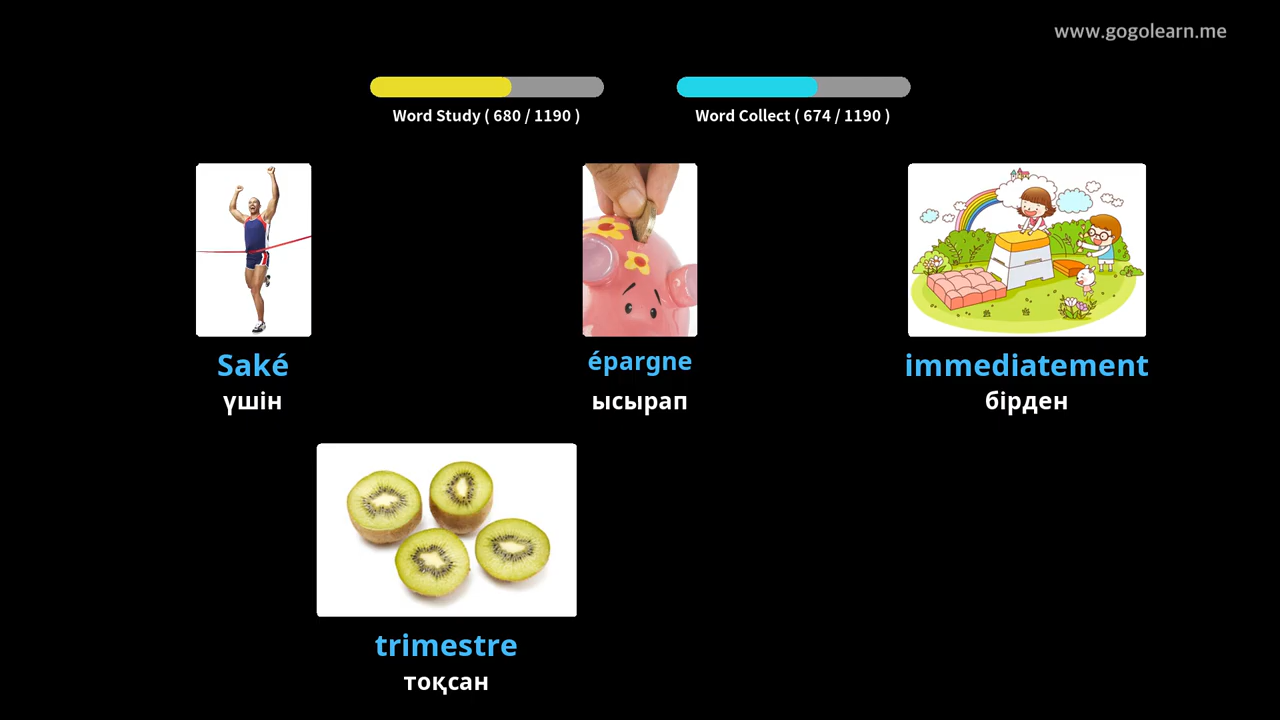 www.gogolearn.me
Word Study ( 680 / 1190 )
Word Collect ( 674 / 1190 )
Saké
үшін
épargne
ысырап
immediatement
бірден
trimestre
тоқсан